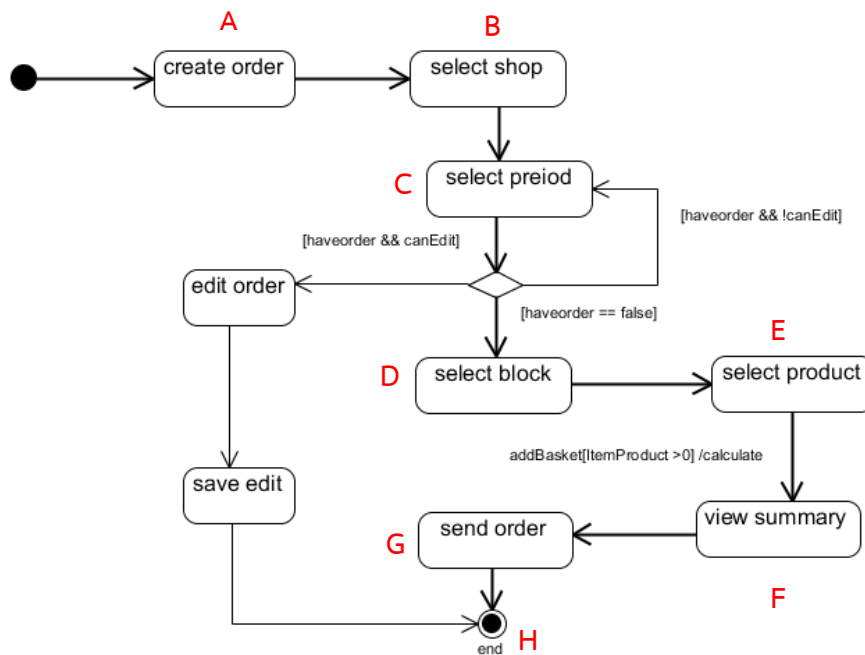 A
create order
B
select shop
C
select preiod
[haveorder && canEdit]
[haveorder && !canEdit]
edit order
[haveorder == false]
D
select block
E
select product
addBasket[ItemProduct >0] /calculate
save edit
G
send order
view summary
F
end
H